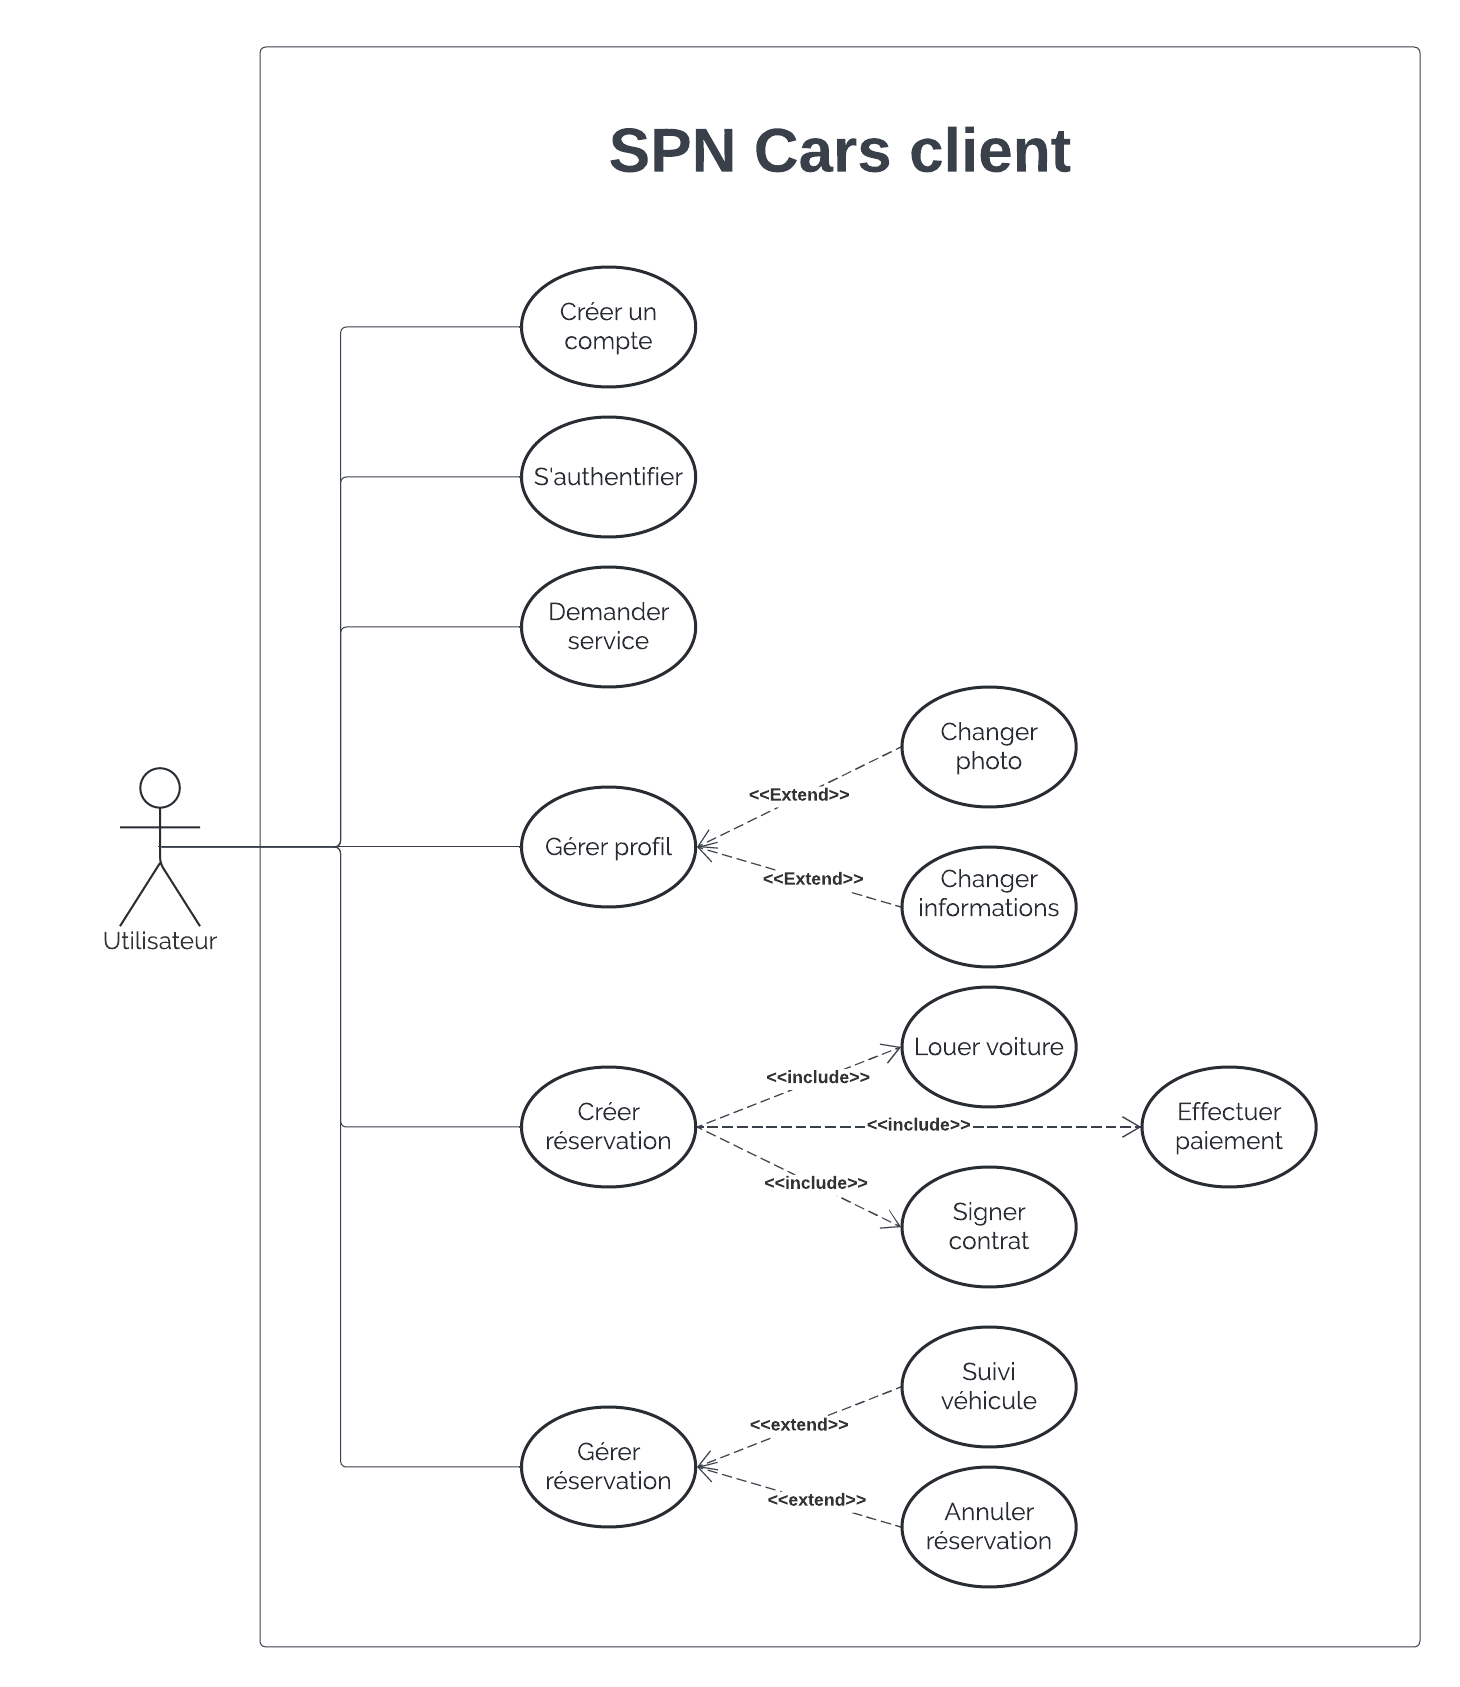 SPN Cars client
Créer un
compte
S'authentifier
Demander
service
Changer
photo
<<Extend>>
Gérer profil
<<Extend>>
Changer
informations
Utilisateur
Louer voiture
<<include>>
Créer
réservation
<<include>>
Effectuer
paiement
<<include>>
Signer
contrat
Suivi
véhicule
<<extend>>
Gérer
réservation
<<extend>>
Annuler
réservation